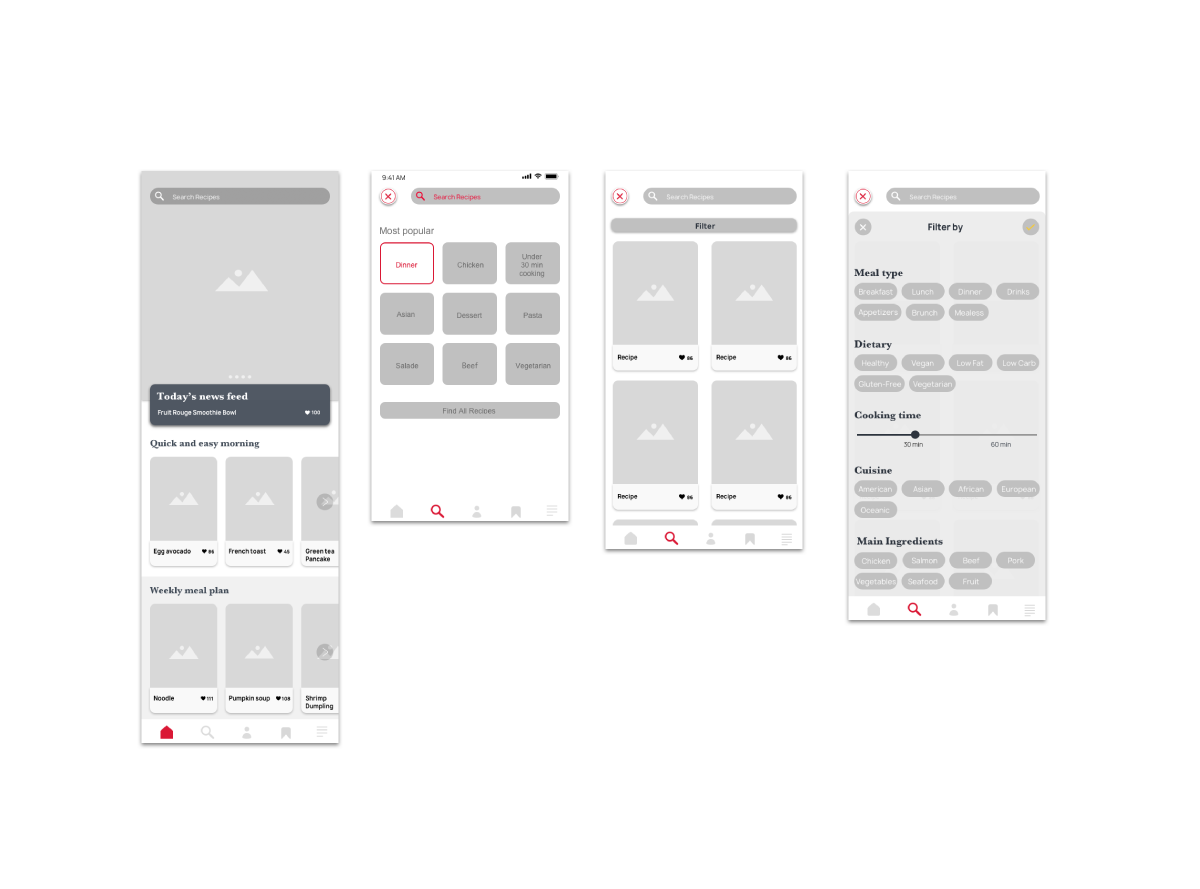 Search Recipes
Today's news feed
Fruit Rouge Smoothie Bowl
100
Quick and easy morning
Egg avocado
86
French toast
45
Green tea
Pancake
Weekly meal plan
Noodle
111
Pumpkin soup
108
Shrimp
Dumpling
9:41 AM
Search Recipes
Most popular
Dinner
Chicken
Under
30 min
cooking
Asian
Dessert
Pasta
Salade
Beef
Vegetarian
Find All Recipes
Search Recipes
Filter
Recipe
86
Recipe
86
Recipe
86
Recipe
86
Search Recipes
Filter by
Meal type
Breakfast
Lunch
Dinner
Drinks
Appetizers
Brunch
Mealess
Dietary
Healthy
Vegan
Low Fat
Low Carb
Gluten-Free
Vegetarian
Cooking time
30 min
60 min
Cuisine
American
Asian
African
European
Oceanic
Main Ingredients
Chicken
Salmon
Beef
Pork
Vegetables
Seafood
Fruit